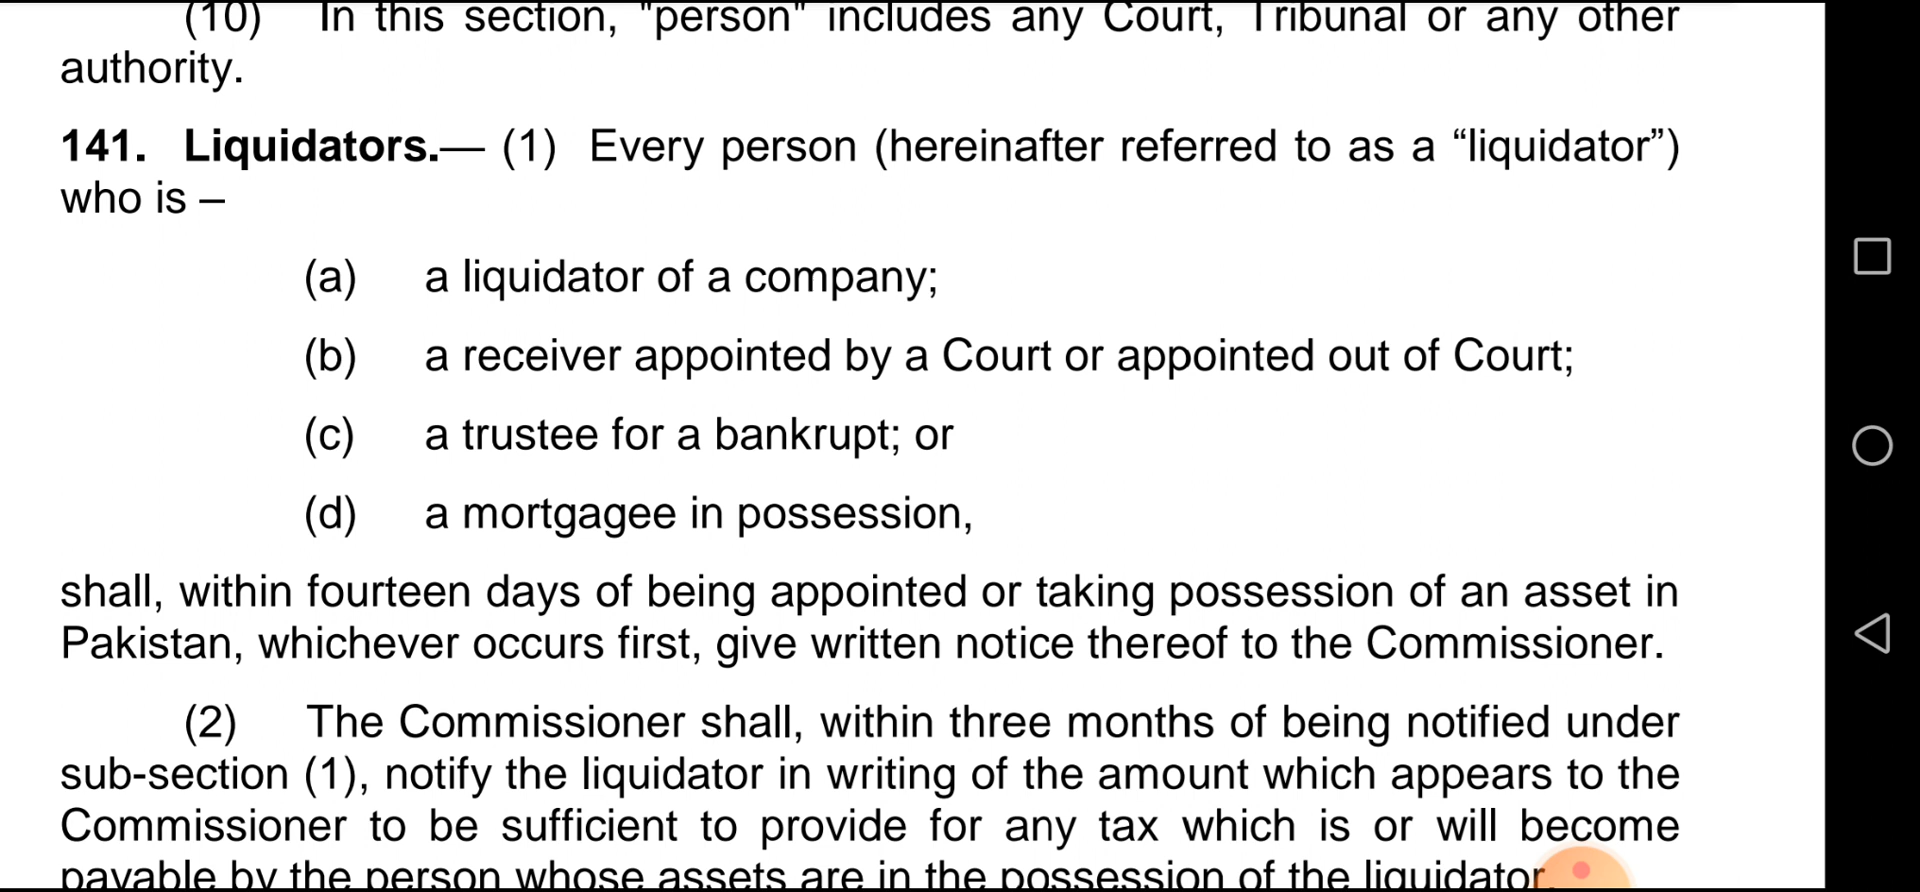 (10) In this section, "person" includes any Court, Tribunal or any other
authority.
141. Liquidators.— (1) Every person (hereinafter referred to as a “liquidator”)
who is –
(a) a liquidator of a company;
(b) a receiver appointed by a Court or appointed out of Court;
(c) a trustee for a bankrupt; or
(d) a mortgagee in possession,
shall, within fourteen days of being appointed or taking possession of an asset in
Pakistan, whichever occurs first, give written notice thereof to the Commissioner.
(2) The Commissioner shall, within three months of being notified under
sub-section (1), notify the liquidator in writing of the amount which appears to the
Commissioner to be sufficient to provide for any tax which is or will become
payable by the person whose assets are in the possession of the liquidator.